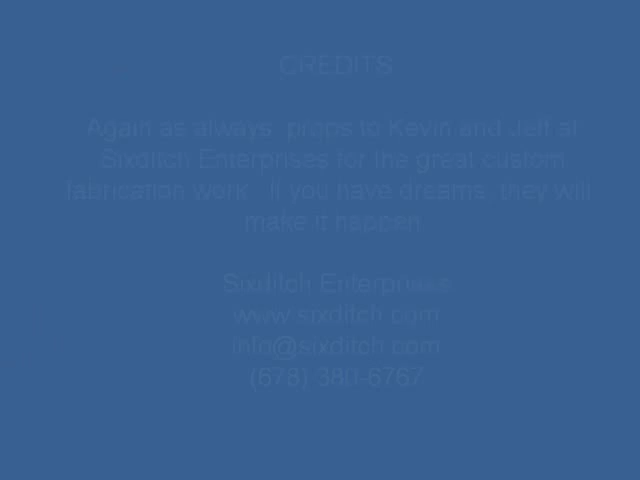 CREDITS
Again as always, props to Kevin and Jeff at
Sixditch Enterprises for the great custom
fabrication work. If you have dreams, they will
make it happen.
Sixditch Enterprises
www.sixditch.com
info@sixditch.com
(678) 380-6767